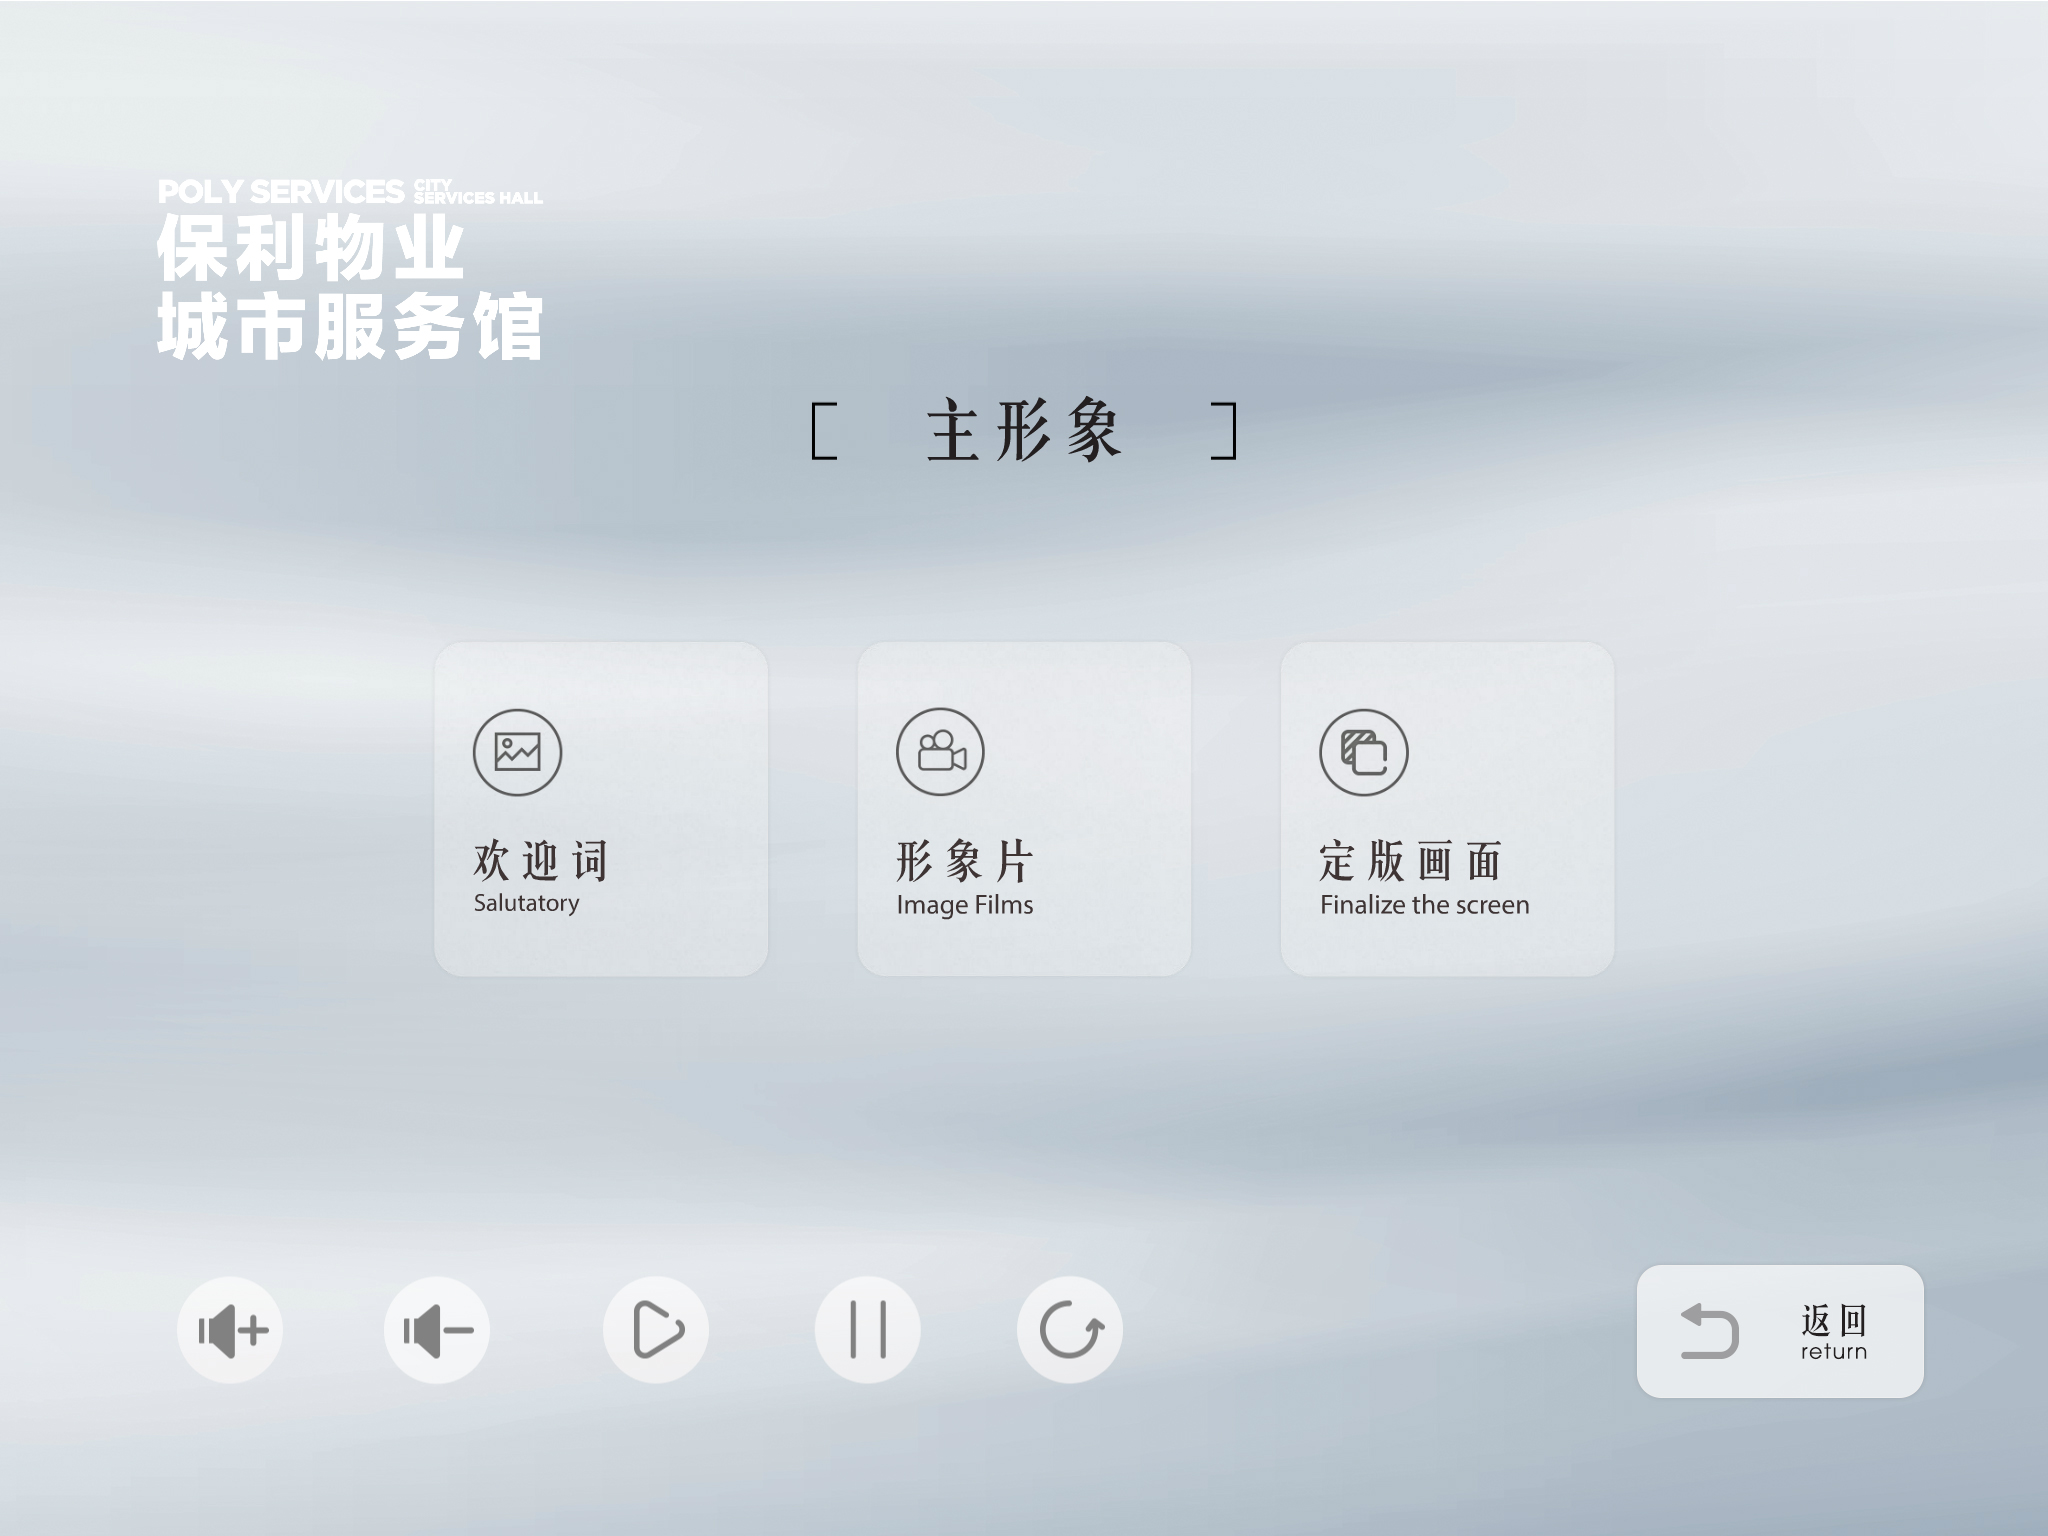 POLY SERVICES CITY SERVICES HALL
保利物业
城市服务馆
主形象
欢迎词
Salutatory
形象片
Image Films
定版画面
Finalize the screen
返回
return